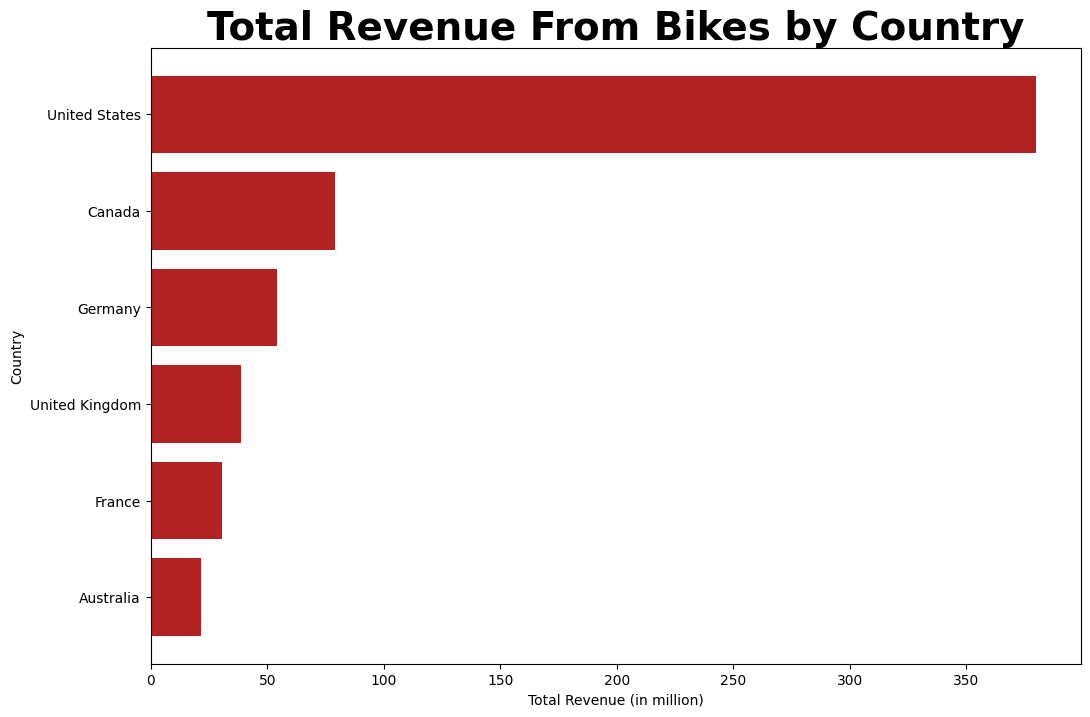 Total Revenue From Bikes by Country
United States
Canada
Germany
United Kingdom
France
Australia
Country
0 50 100 150 200 250 300 350
Total Revenue (in million)